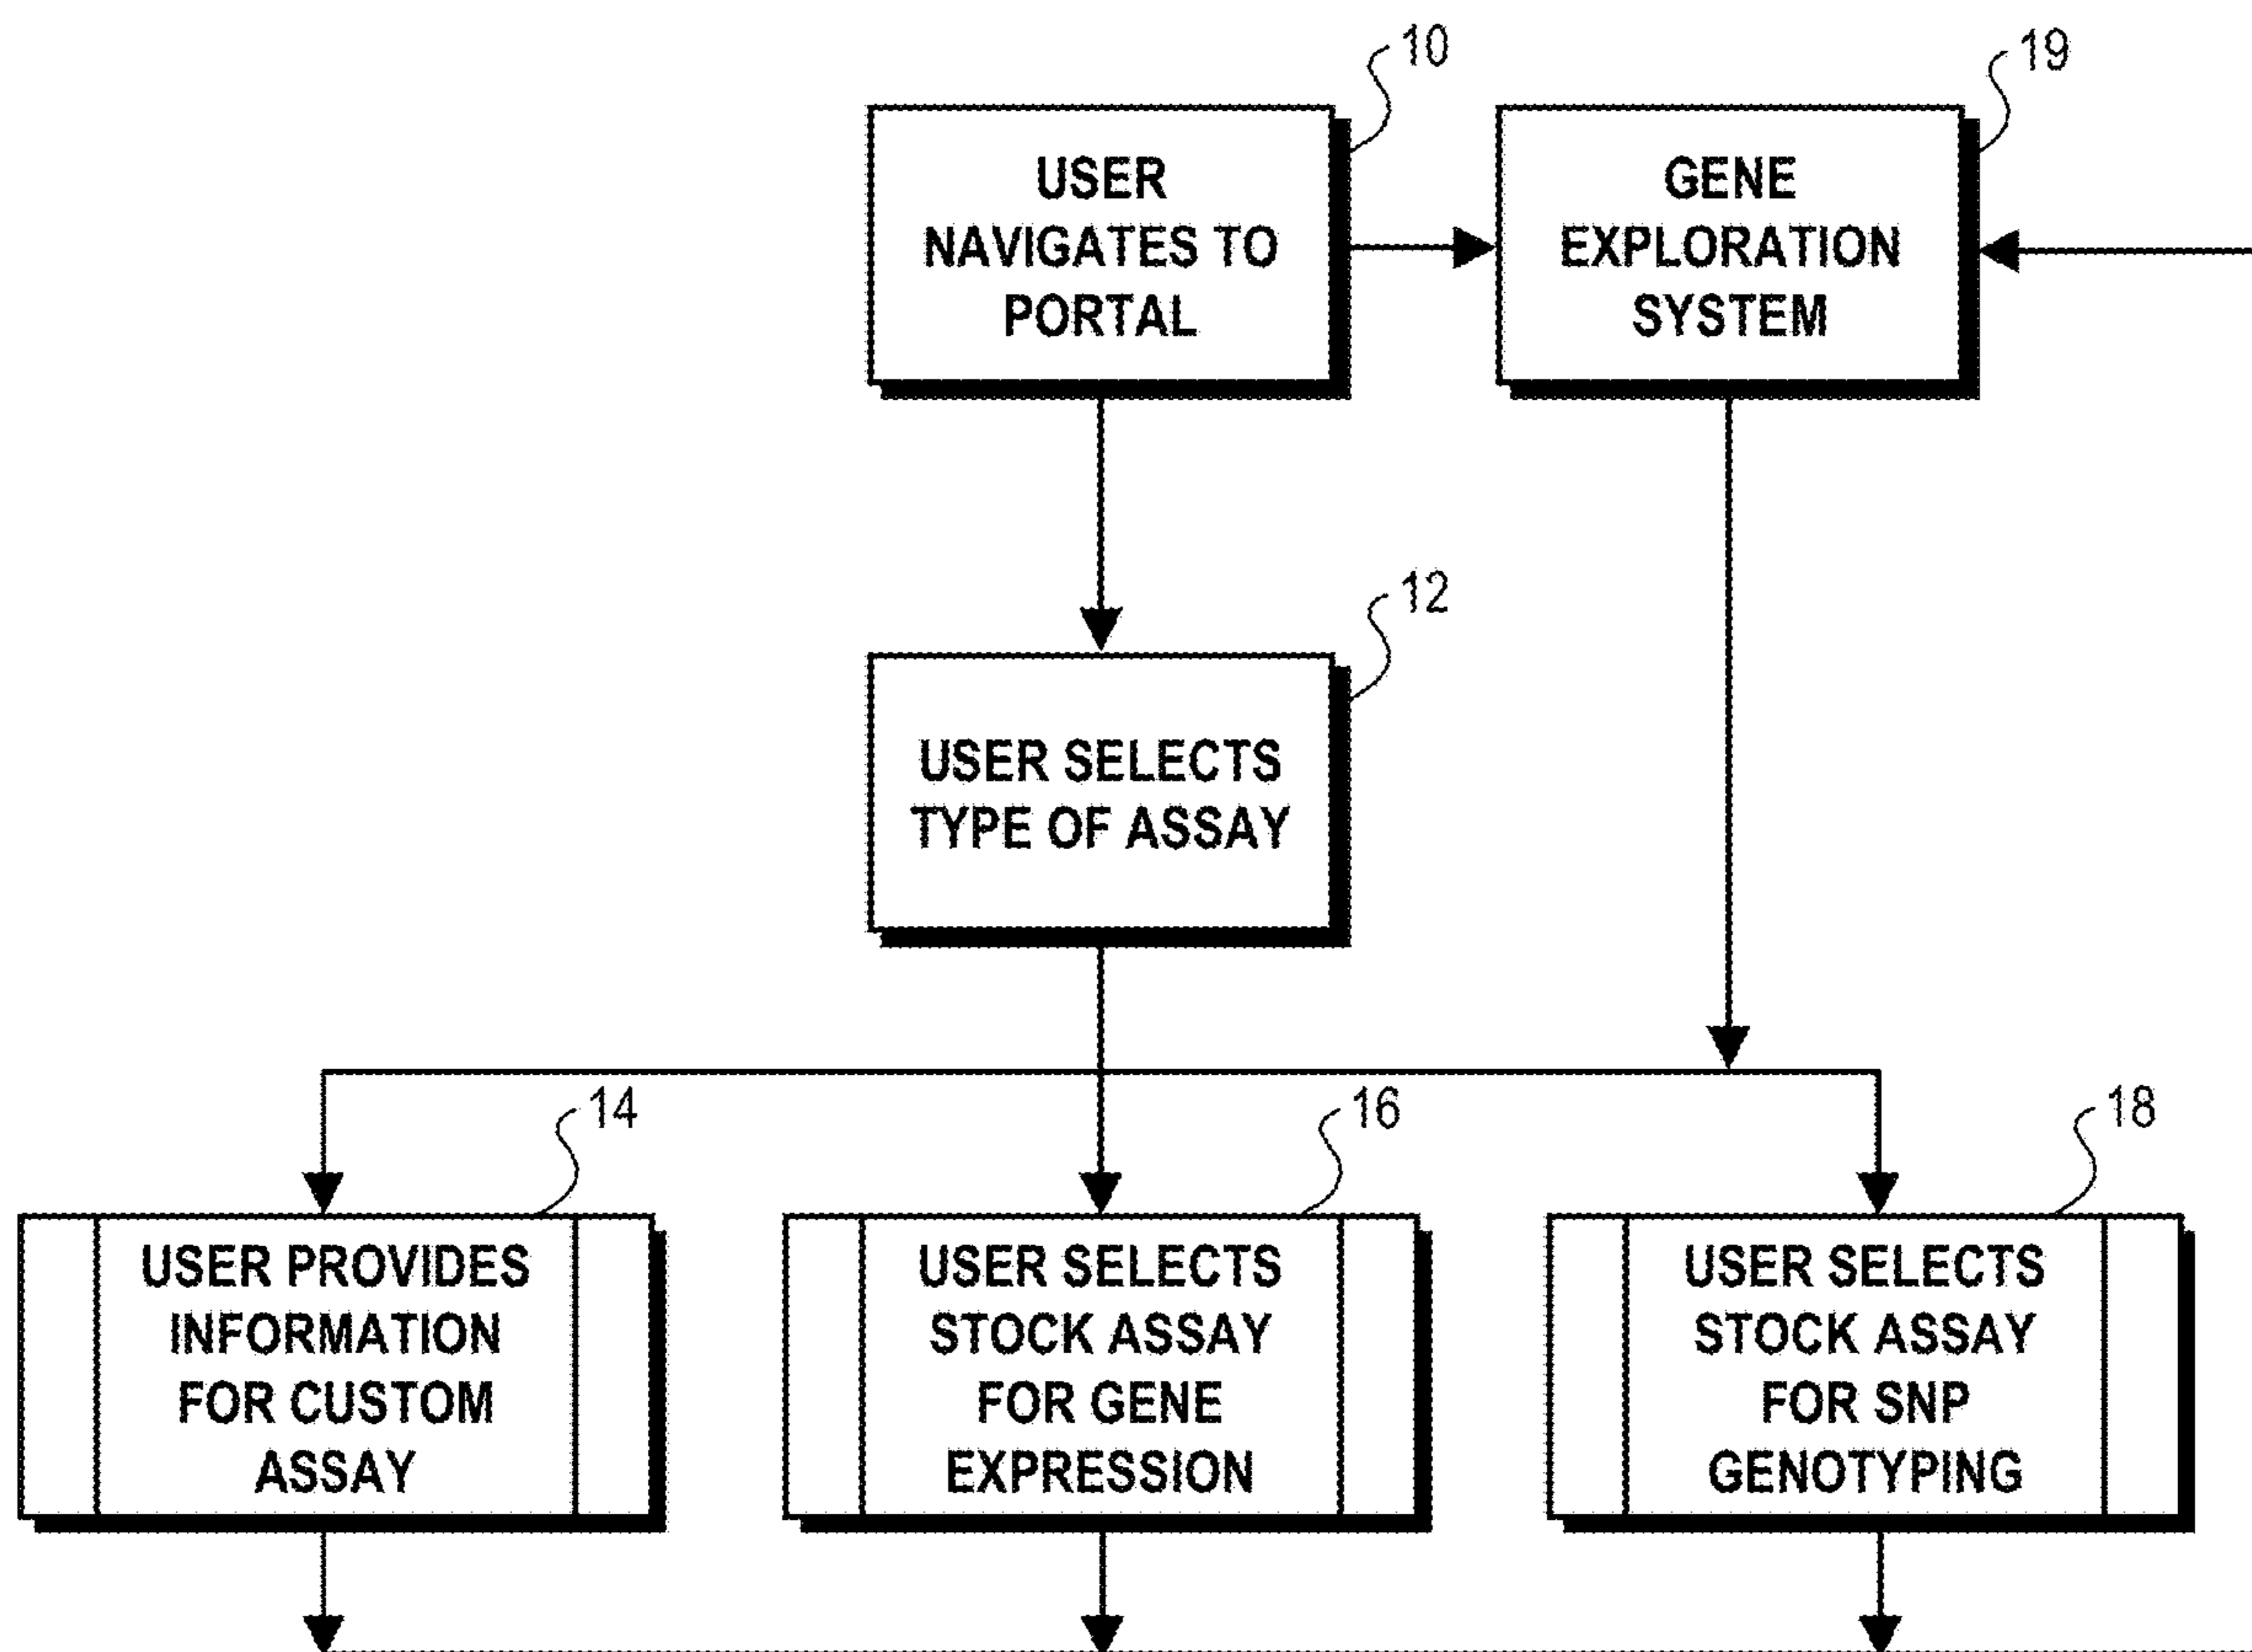 10
USER
NAVIGATES TO
PORTAL
19
GENE
EXPLORATION
SYSTEM
12
USER SELECTS
TYPE OF ASSAY
14
USER PROVIDES
INFORMATION
FOR CUSTOM
ASSAY
16
USER SELECTS
STOCK ASSAY
FOR GENE
EXPRESSION
18
USER SELECTS
STOCK ASSAY
FOR SNP
GENOTYPING